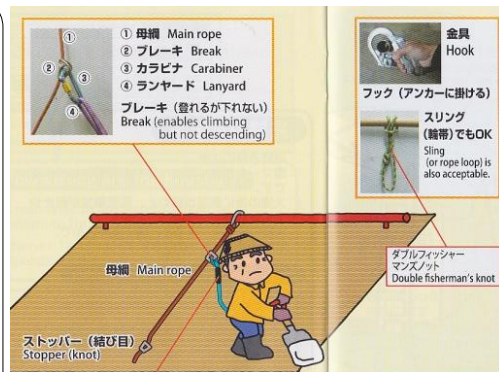 ① 母綱 Main rope
② ブレーキ Break
③ カラビナ Carabiner
④ ランヤード Lanyard
ブレーキ（登れるが下れない）
Break (enables climbing
but not descending)
①
②
③
④
金具
Hook
フック（アンカーに掛ける）
スリング
（輪帯）でもOK
Sling
(or rope loop) is
also acceptable.
ダブルフィッシャー
マンズノット
Double fisherman's knot
母綱 Main rope
ストッパー（結び目）
Stopper (knot)